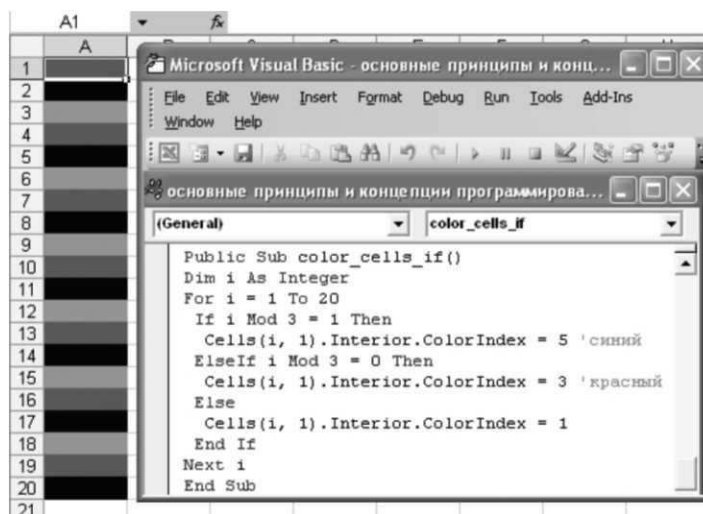 A1
A
1
2
3
4
5
6
7
8
9
10
11
12
13
14
15
16
17
18
19
20
21
Microsoft Visual Basic - основные принципы и конц...
File Edit View Insert Format Debug Run Tools Add-Ins
Window Help
основные принципы и концепции программирова...
(General) color_cells_if
Public Sub color_cells_if()
Dim i As Integer
For i = 1 To 20
If i Mod 3 = 1 Then
Cells(i, 1).Interior.ColorIndex = 5 'синий
ElseIf i Mod 3 = 0 Then
Cells(i, 1).Interior.ColorIndex = 3 'красный
Else
Cells(i, 1).Interior.ColorIndex = 1
End If
Next i
End Sub